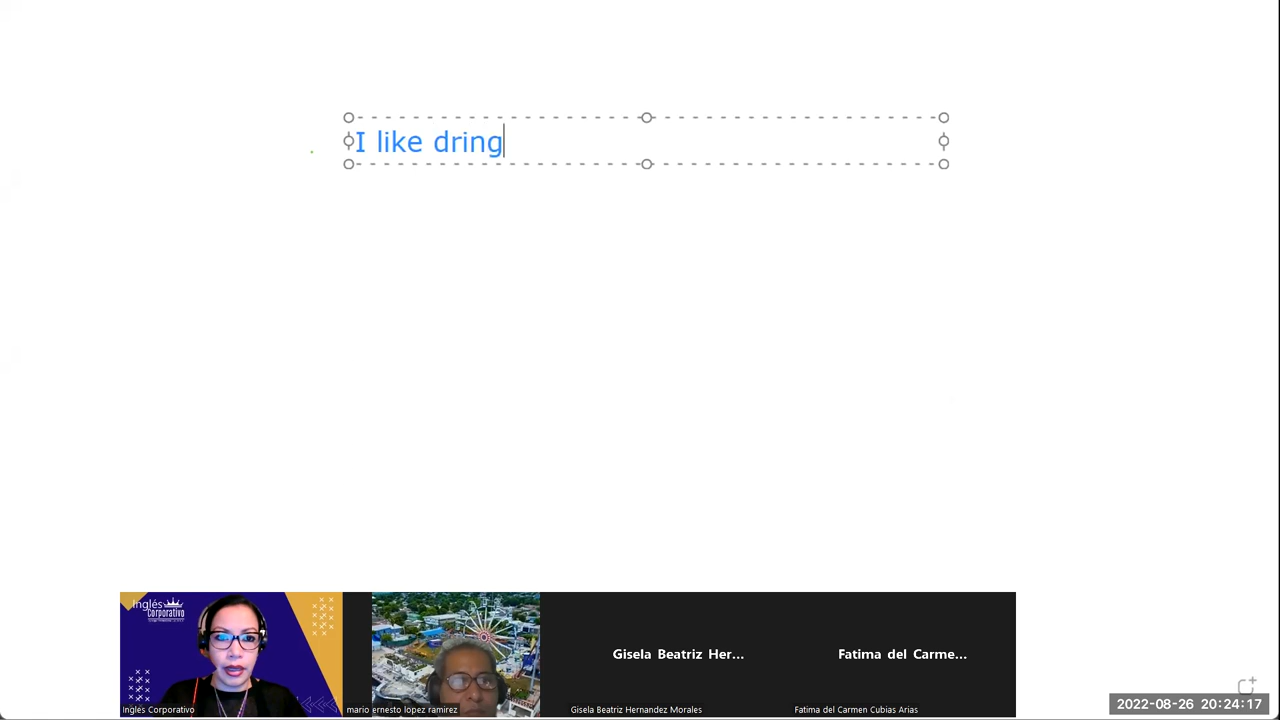 I like dring
Inglés
Corporativo
Gisela Beatriz Her...
Fatima del Carme...
Inglés Corporativo
mario ernesto lopez ramirez
Gisela Beatriz Hernandez Morales
Fatima del Carmen Cubias Arias
2022-08-26 20:24:17